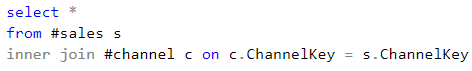 select *
from #sales s
inner join #channel c on c.ChannelKey = s.ChannelKey